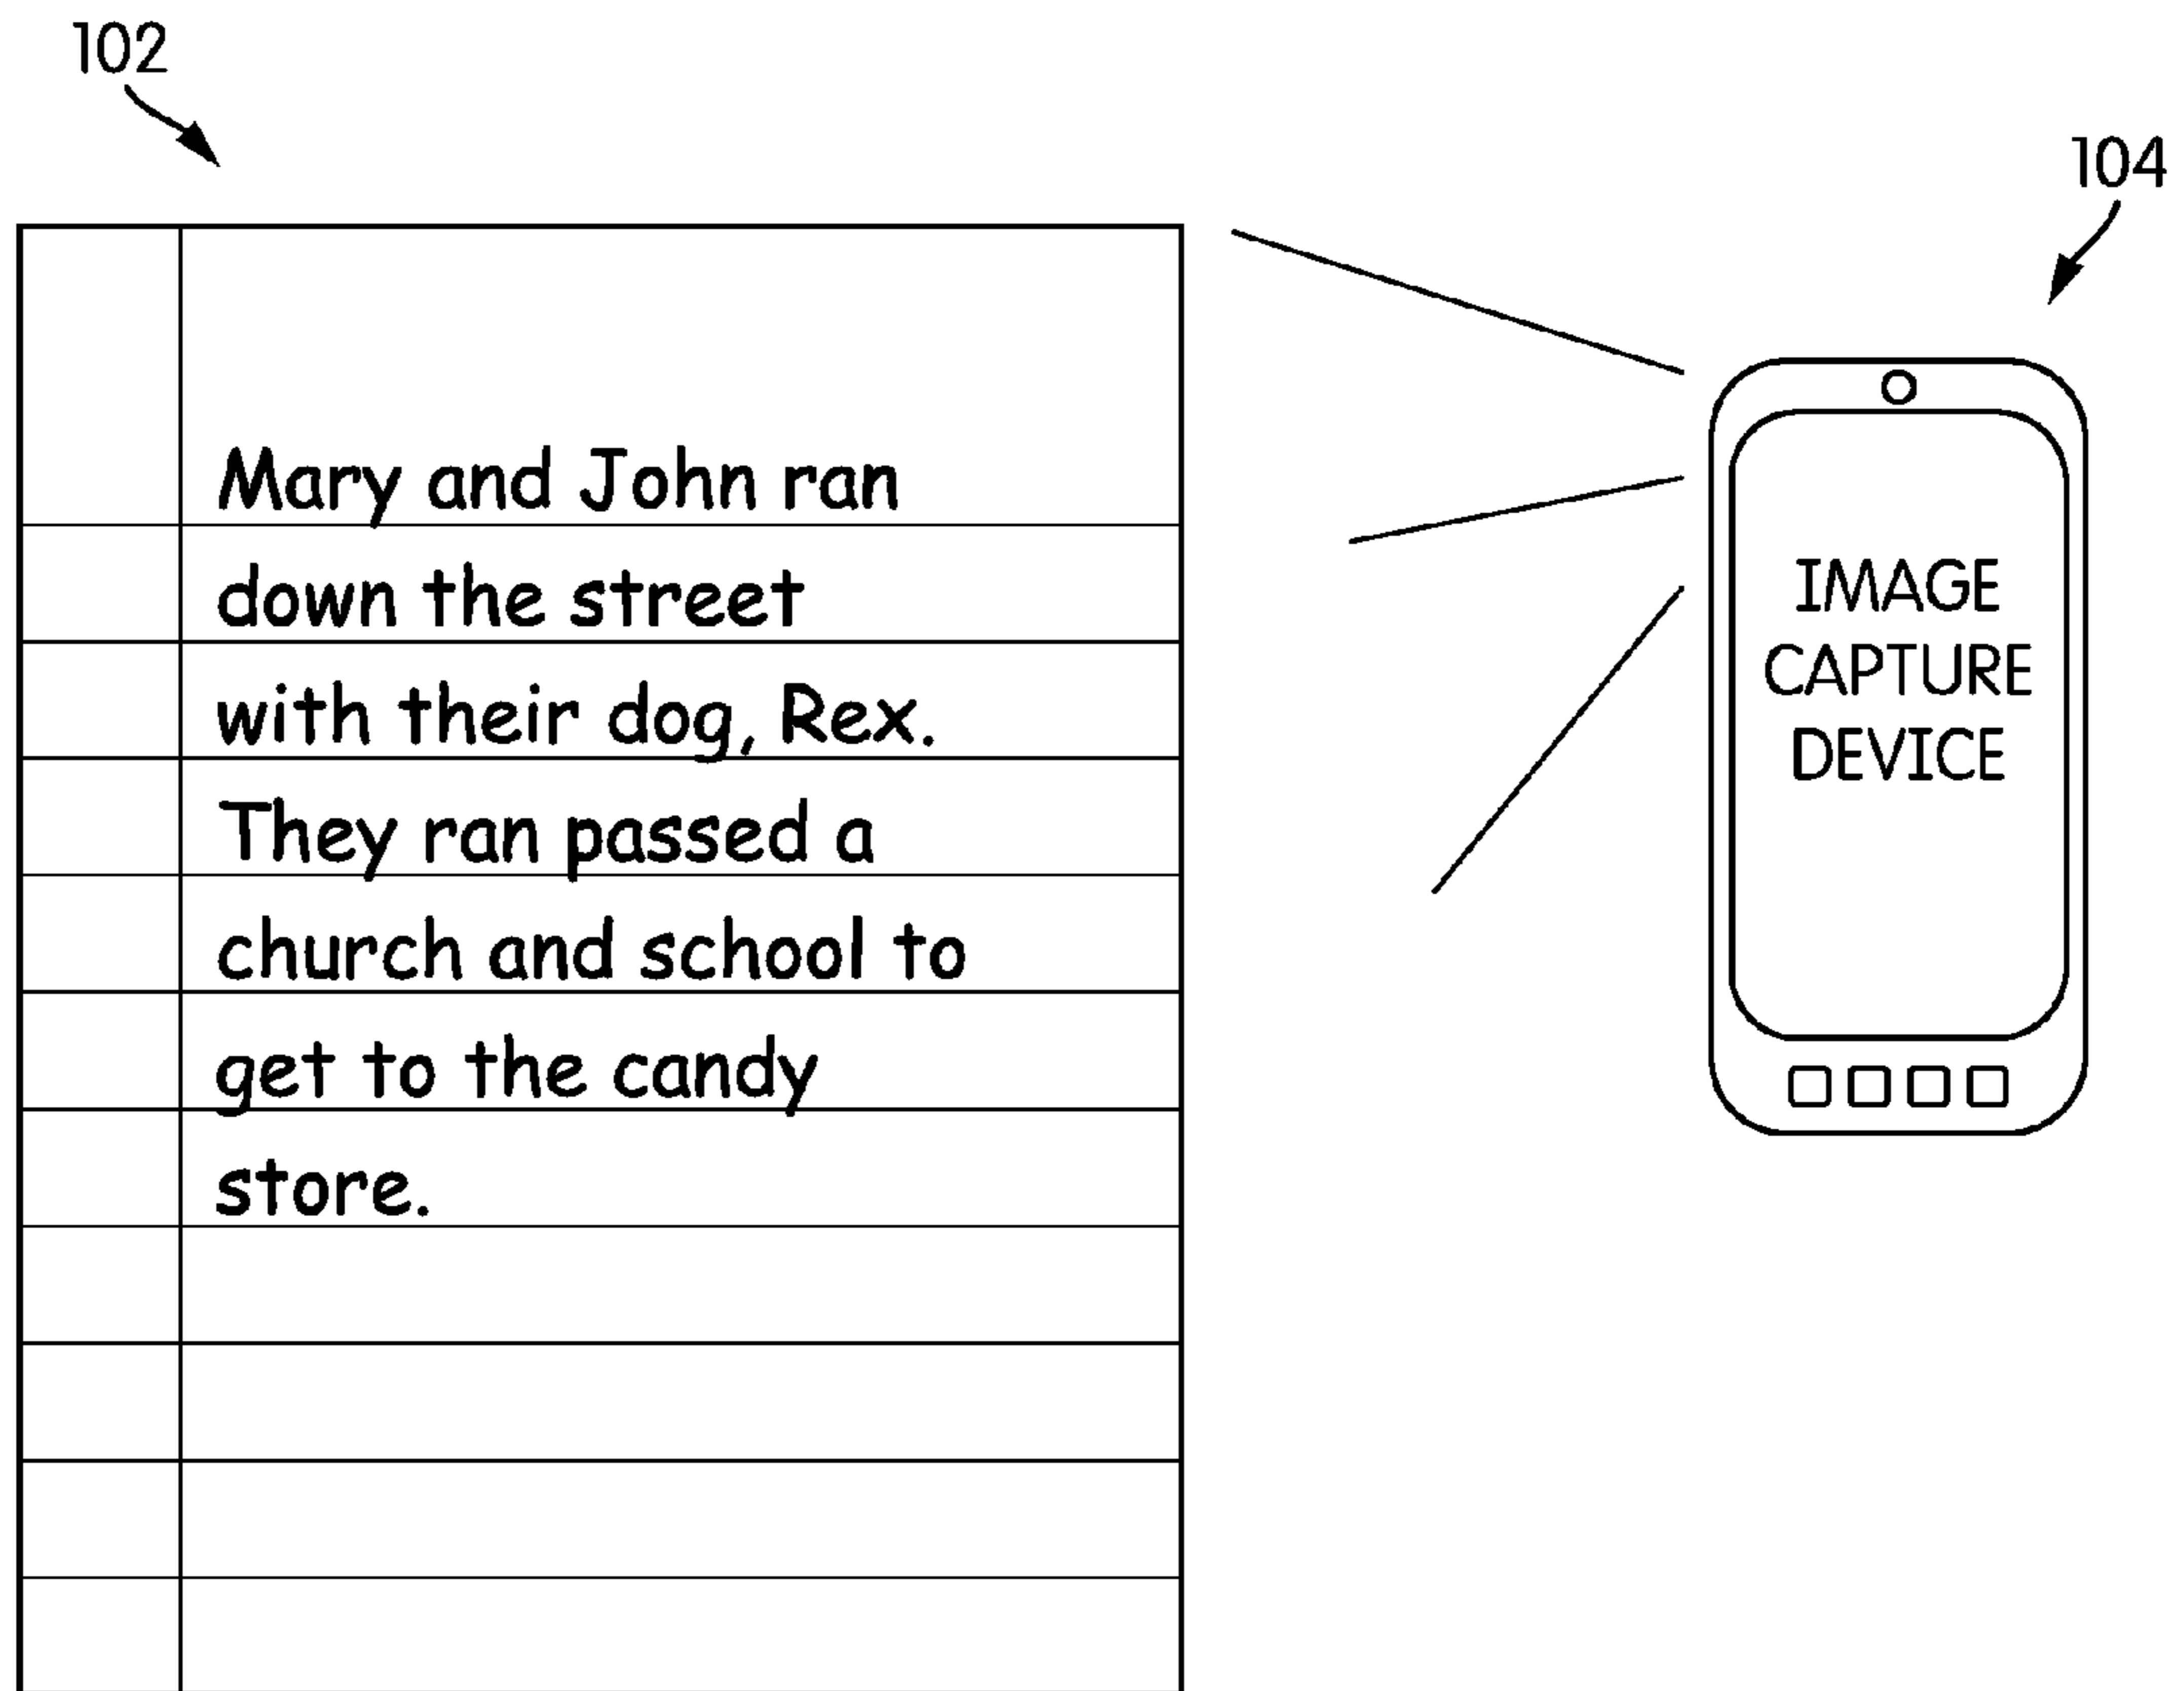 102
104
Mary and John ran
down the street
with their dog, Rex.
They ran passed a
church and school to
get to the candy
store.
IMAGE
CAPTURE
DEVICE